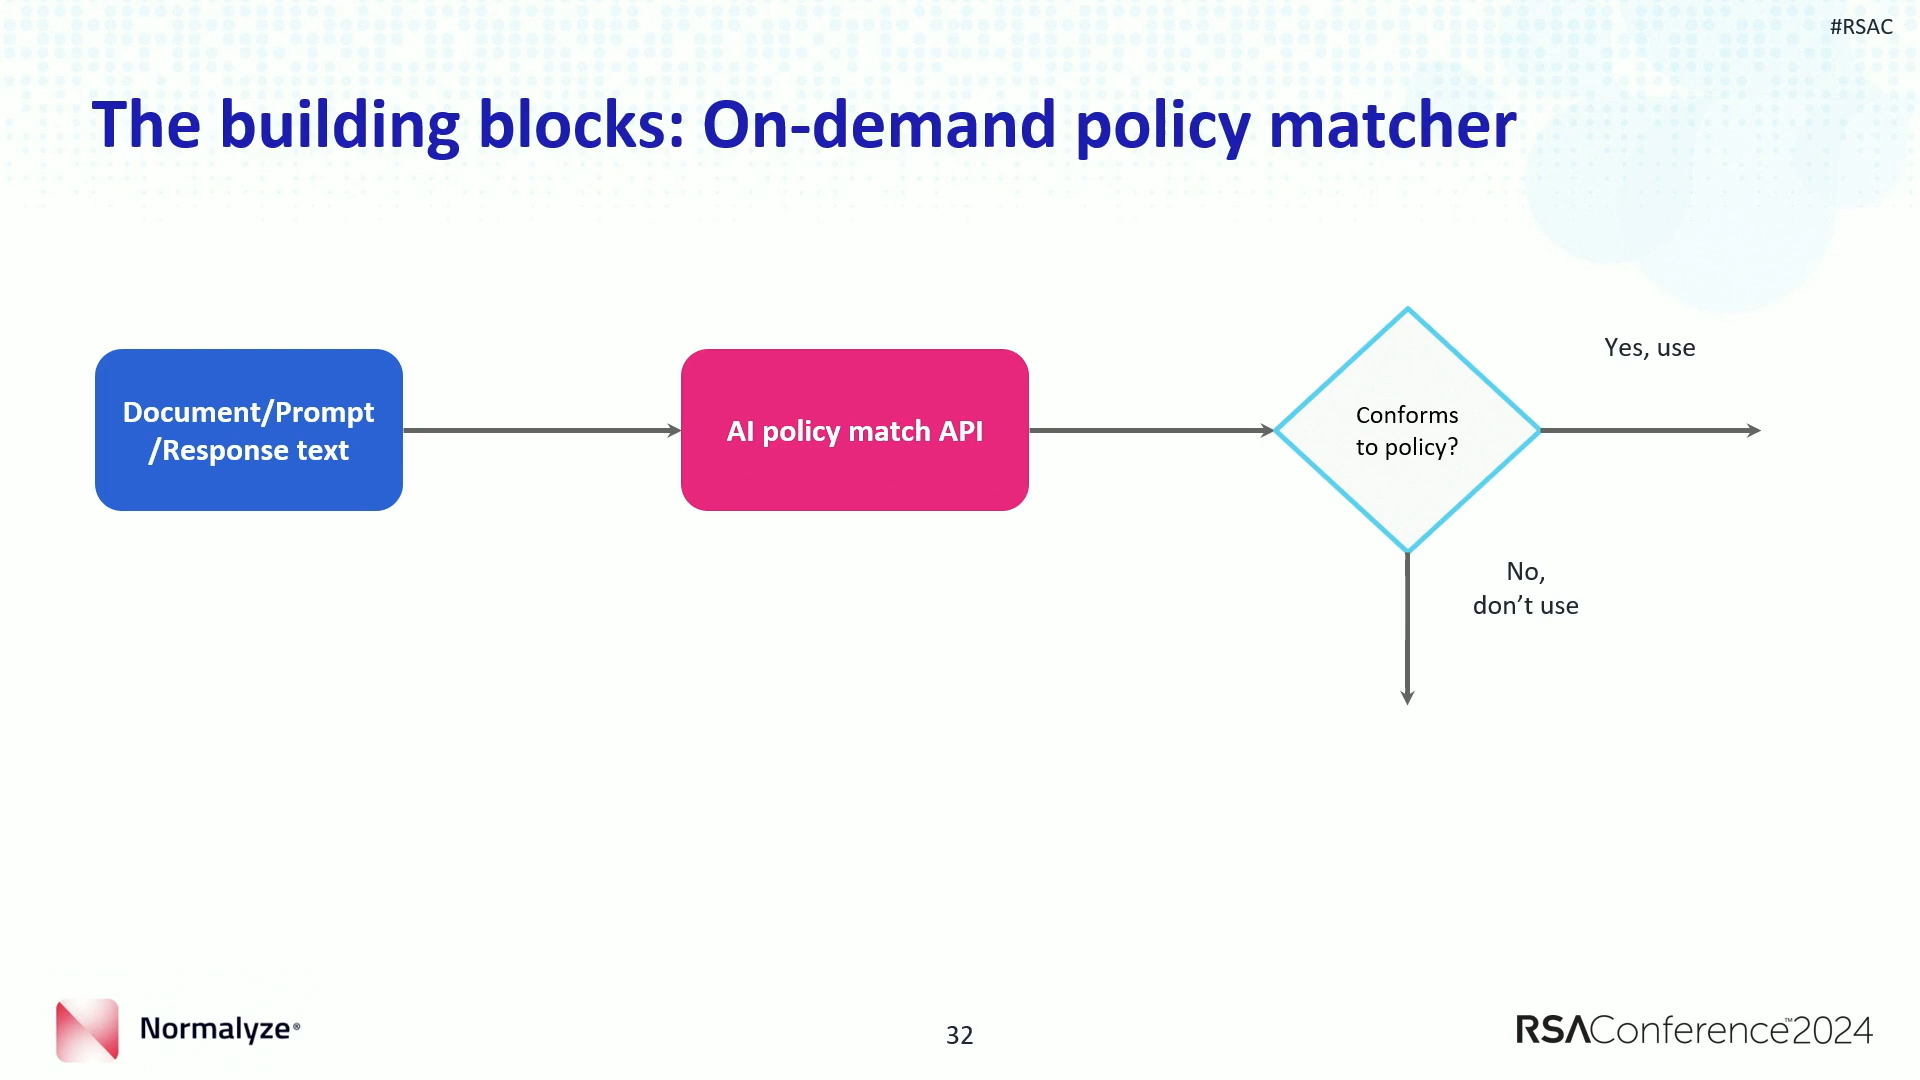 #RSAC
The building blocks: On-demand policy matcher
Document/Prompt
/Response text
AI policy match API
Conforms
to policy?
Yes, use
No,
don’t use
Normalyze®
32
RSAConference™2024